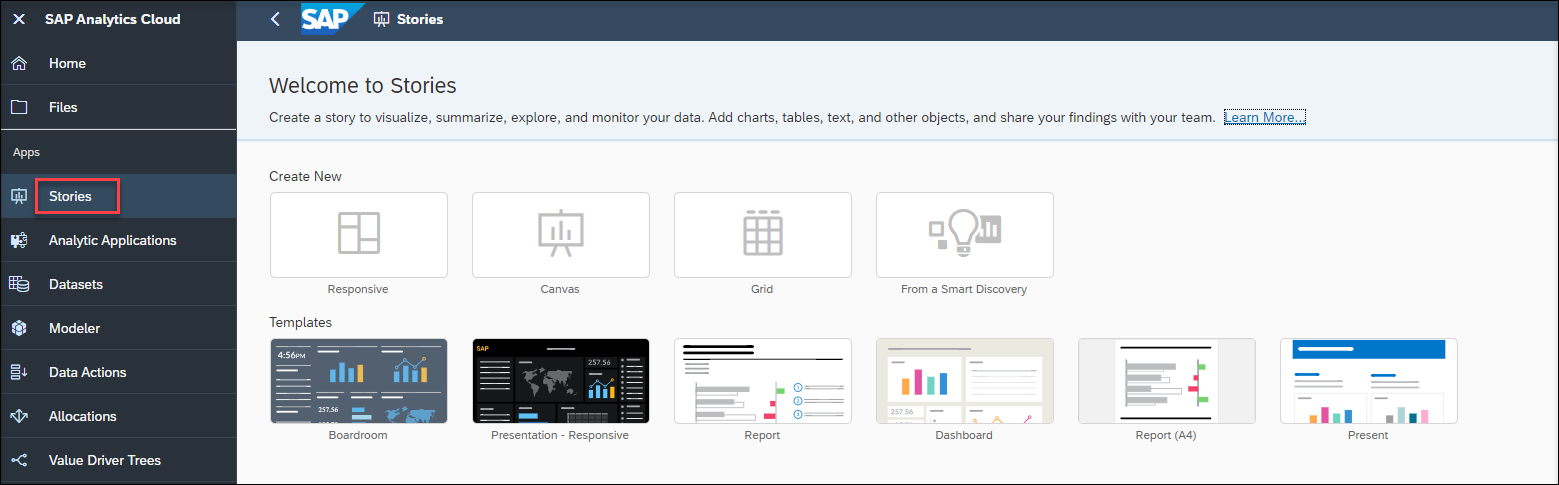 SAP Analytics Cloud
SAP Stories
Home
Files
Apps
Stories
Analytic Applications
Datasets
Modeler
Data Actions
Allocations
Value Driver Trees
Welcome to Stories
Create a story to visualize, summarize, explore, and monitor your data. Add charts, tables, text, and other objects, and share your findings with your team. Learn More...
Create New
Responsive
Canvas
Grid
From a Smart Discovery
Templates
4:56PM
257.56
Boardroom
SAP
257.56
Presentation - Responsive
1
2
3
Report
257.56
Dashboard
Report (A4)
Present